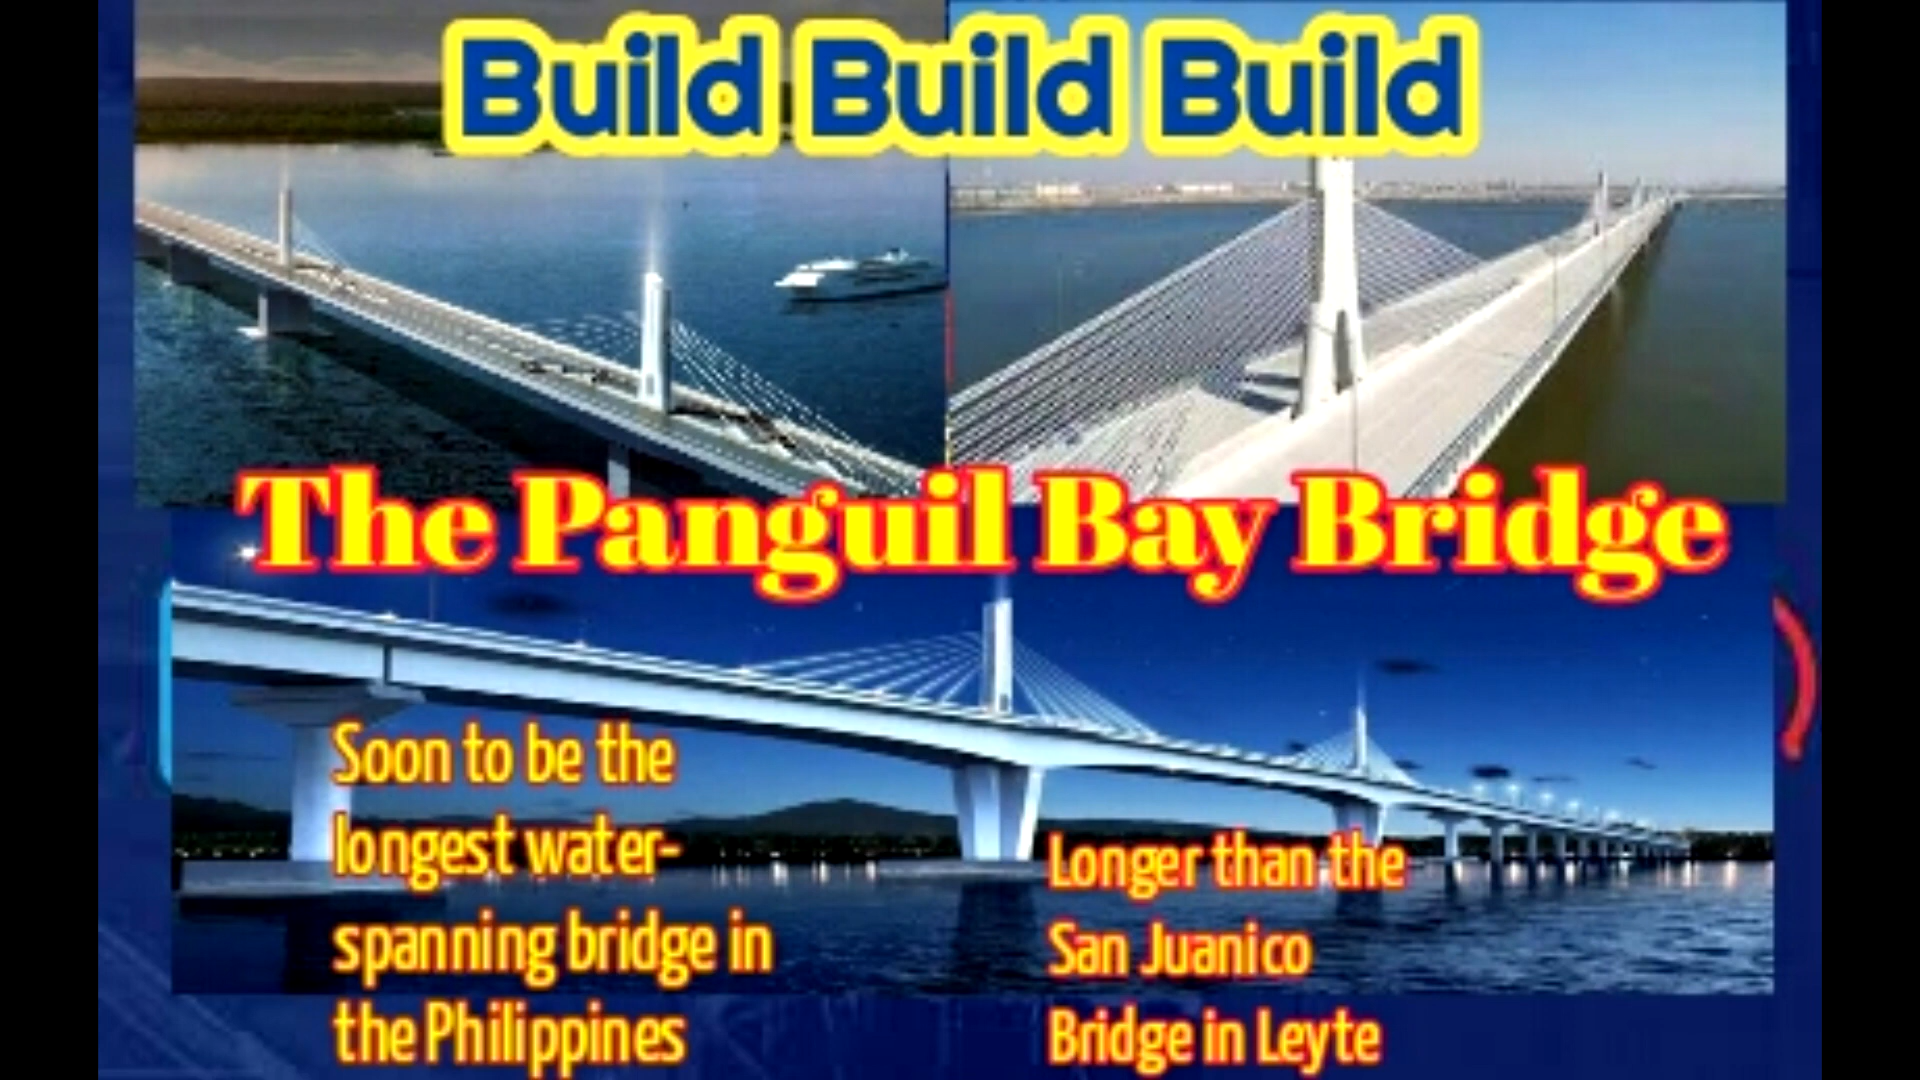 Build Build Build
The Panguil Bay Bridge
Soon to be the
longest water-
spanning bridge in
the Philippines
Longer than the
San Juanico
Bridge in Leyte